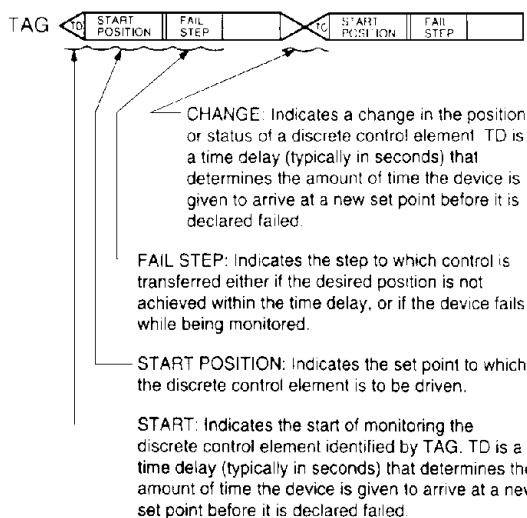 TAG TD START POSITION FAIL STEP TC START POSITION FAIL STEP
CHANGE: Indicates a change in the position
or status of a discrete control element. TD is
a time delay (typically in seconds) that
determines the amount of time the device is
given to arrive at a new set point before it is
declared failed.
FAIL STEP: Indicates the step to which control is
transferred either if the desired position is not
achieved within the time delay, or if the device fails
while being monitored.
START POSITION: Indicates the set point to which
the discrete control element is to be driven.
START: Indicates the start of monitoring the
discrete control element identified by TAG. TD is a
time delay (typically in seconds) that determines the
amount of time the device is given to arrive at a new
set point before it is declared failed.